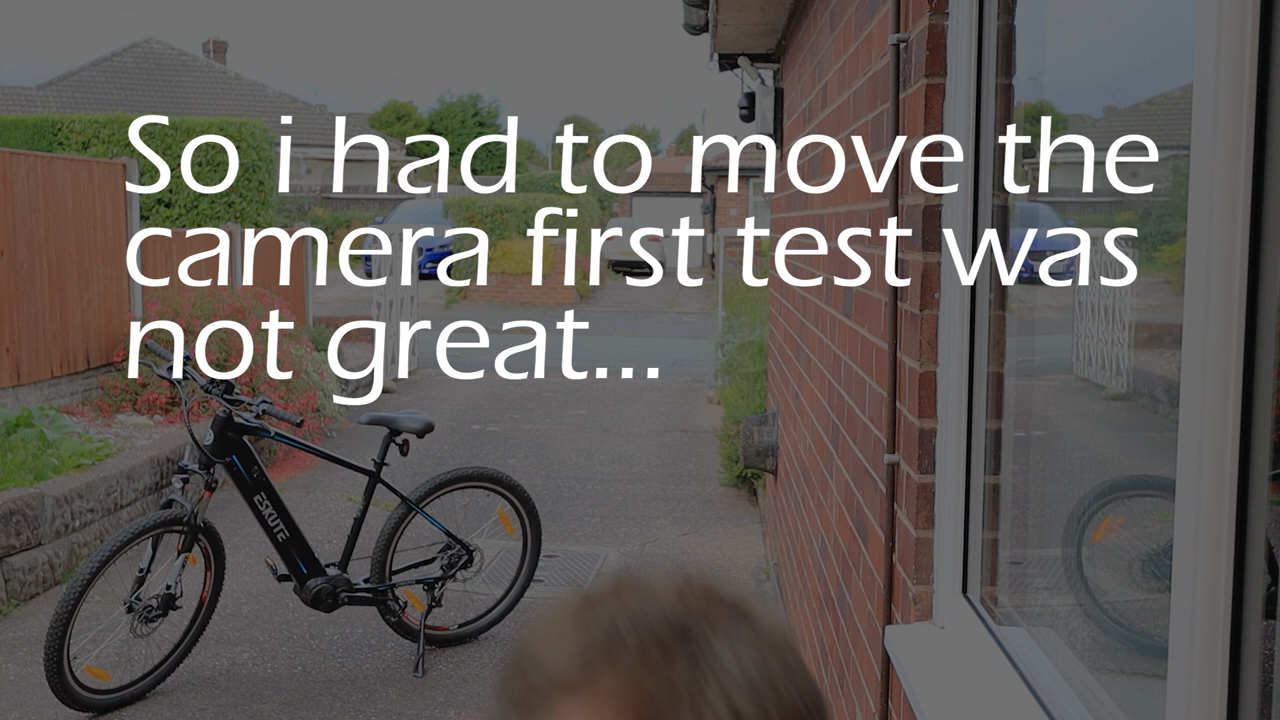 So i had to move the
camera first test was
not great...
ESKUTE